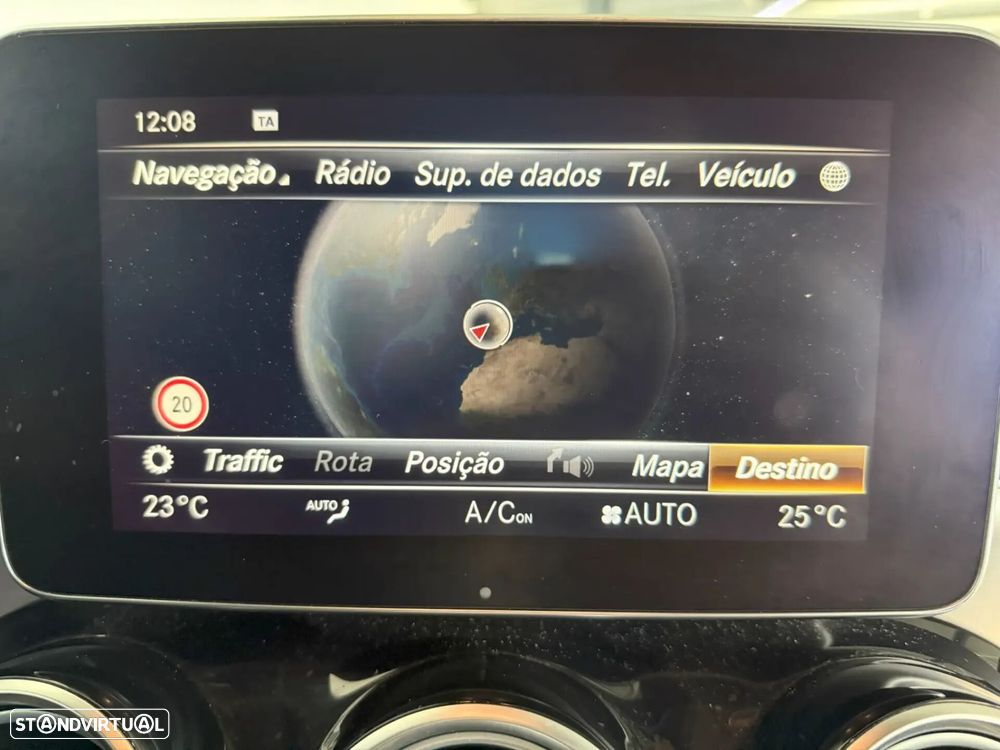 12:08 TA
Navegação Rádio Sup. de dados Tel. Veículo
20
Traffic Rota Posição Mapa Destino
23°C AUTO A/C ON AUTO 25°C
STANDVIRTUAL